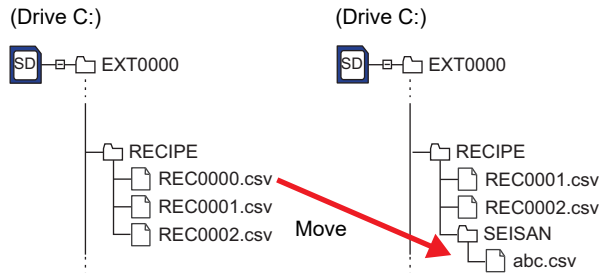 (Drive C:)
SD
EXT0000
RECIPE
REC0000.csv
REC0001.csv
REC0002.csv
Move
(Drive C:)
SD
EXT0000
RECIPE
REC0001.csv
REC0002.csv
SEISAN
abc.csv